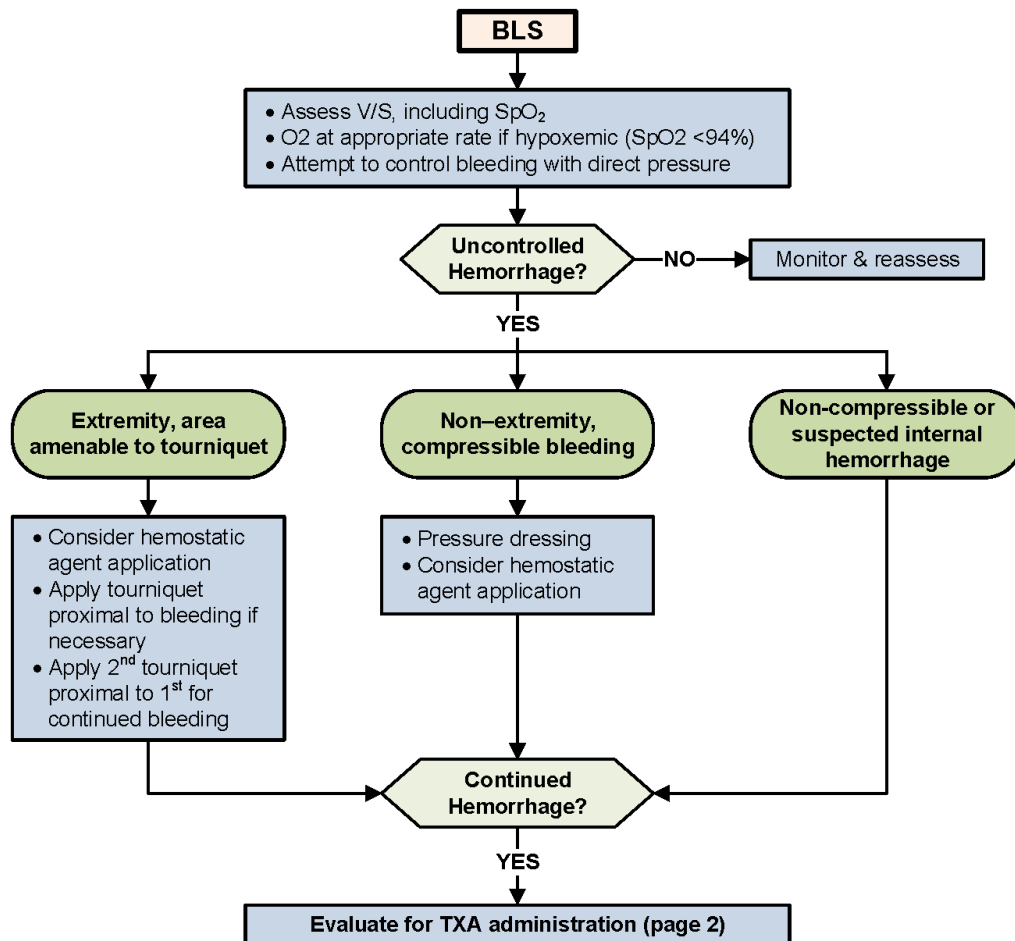 BLS
• Assess V/S, including SpO₂
• O2 at appropriate rate if hypoxemic (SpO2 <94%)
• Attempt to control bleeding with direct pressure
Uncontrolled
Hemorrhage?
NO
Monitor & reassess
YES
Extremity, area
amenable to tourniquet
Non–extremity,
compressible bleeding
Non-compressible or
suspected internal
hemorrhage
• Consider hemostatic
agent application
• Apply tourniquet
proximal to bleeding if
necessary
• Apply 2nd tourniquet
proximal to 1st for
continued bleeding
• Pressure dressing
• Consider hemostatic
agent application
Continued
Hemorrhage?
YES
Evaluate for TXA administration (page 2)